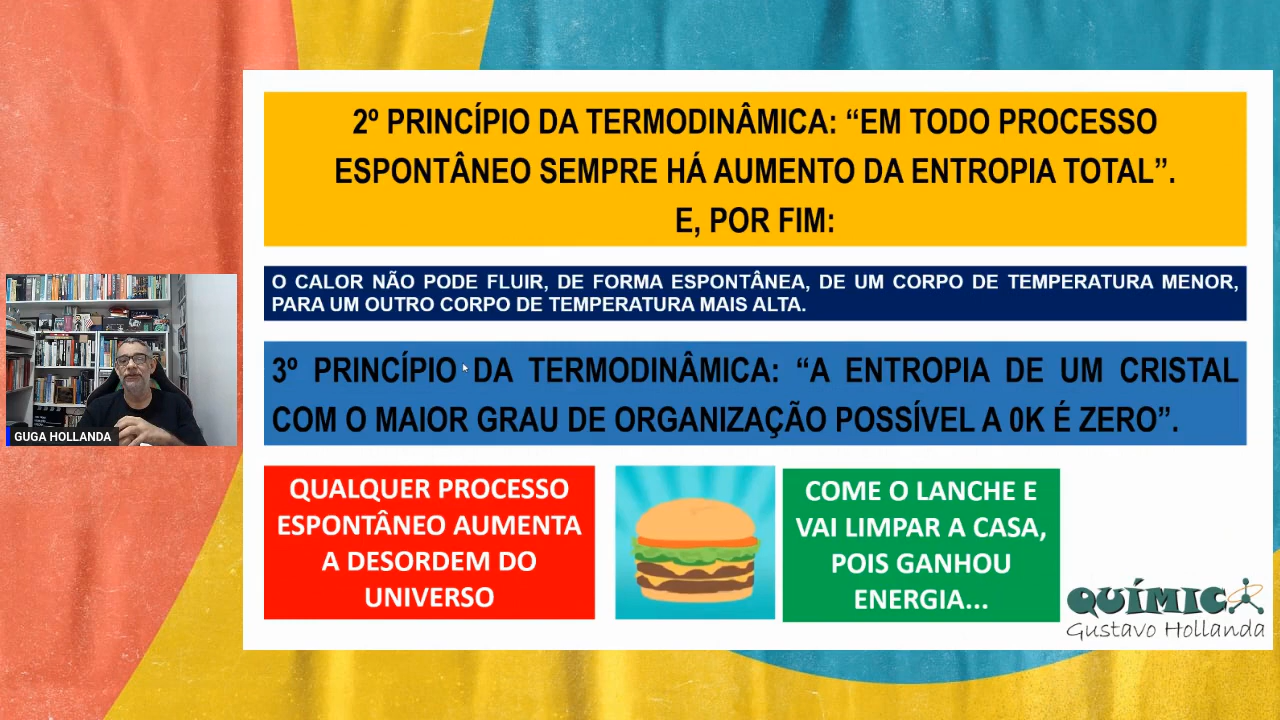 2º PRINCÍPIO DA TERMODINÂMICA: “EM TODO PROCESSO
ESPONTÂNEO SEMPRE HÁ AUMENTO DA ENTROPIA TOTAL”.
E, POR FIM:
O CALOR NÃO PODE FLUIR, DE FORMA ESPONTÂNEA, DE UM CORPO DE TEMPERATURA MENOR,
PARA UM OUTRO CORPO DE TEMPERATURA MAIS ALTA.
3º PRINCÍPIO DA TERMODINÂMICA: “A ENTROPIA DE UM CRISTAL
COM O MAIOR GRAU DE ORGANIZAÇÃO POSSÍVEL A 0K É ZERO”.
GUGA HOLLANDA
QUALQUER PROCESSO
ESPONTÂNEO AUMENTA
A DESORDEM DO
UNIVERSO
COME O LANCHE E
VAI LIMPAR A CASA,
POIS GANHOU
ENERGIA...
QUÍMICA
Gustavo Hollanda